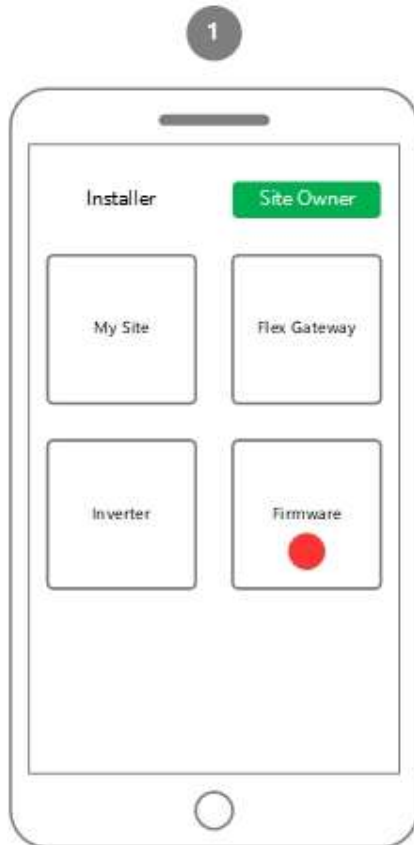 1
Installer
Site Owner
My Site
Flex Gateway
Inverter
Firmware